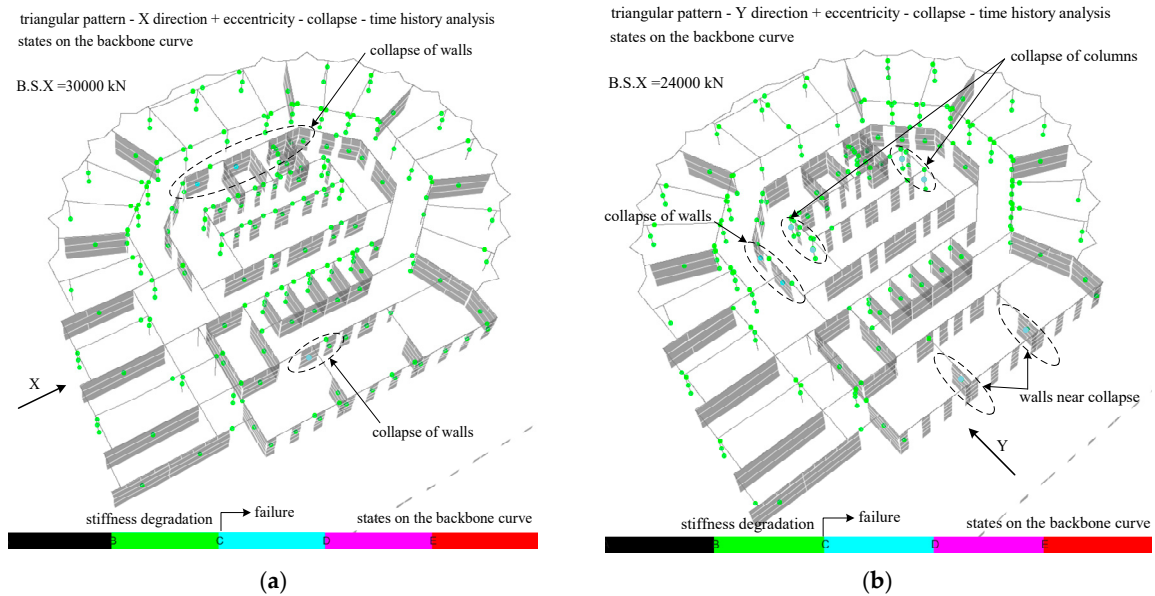 triangular pattern - X direction + eccentricity - collapse - time history analysis
states on the backbone curve
collapse of walls
B.S.X =30000 kN
X
collapse of walls
stiffness degradation
failure
states on the backbone curve
B
C
D
E
(a)
triangular pattern - Y direction + eccentricity - collapse - time history analysis
states on the backbone curve
collapse of columns
B.S.X =24000 kN
collapse of walls
walls near collapse
Y
stiffness degradation
failure
states on the backbone curve
B
C
D
E
(b)